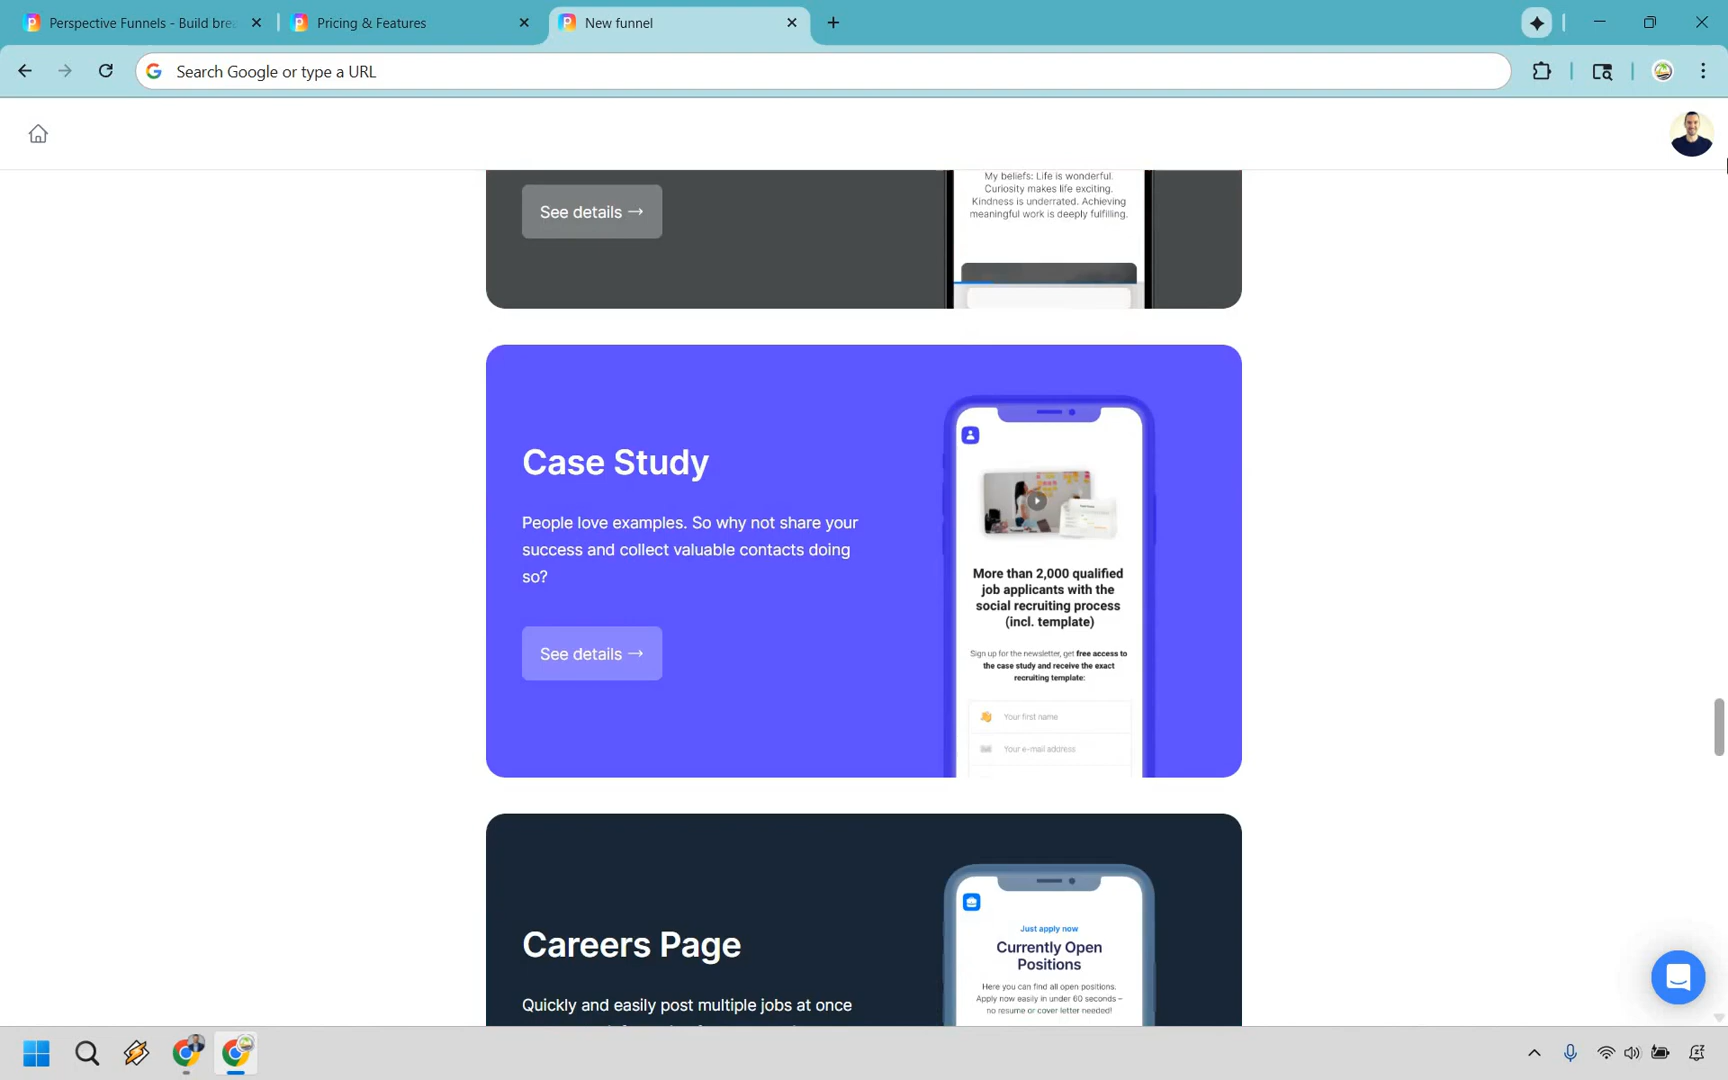 Perspective Funnels - Build bre
Pricing & Features
New funnel
Search Google or type a URL
My beliefs: Life is wonderful.
Curiosity makes life exciting.
Kindness is underrated. Achieving
meaningful work is deeply fulfilling.
See details →
Case Study
People love examples. So why not share your
success and collect valuable contacts doing
so?
See details →
More than 2,000 qualified
job applicants with the
social recruiting process
(incl. template)
Sign up for the newsletter, get free access to
the case study and receive the exact
recruiting template:
Your first name
Your e-mail address
Careers Page
Quickly and easily post multiple jobs at once
Just apply now
Currently Open
Positions
Here you can find all open positions.
Apply now easily in under 60 seconds –
no resume or cover letter needed!